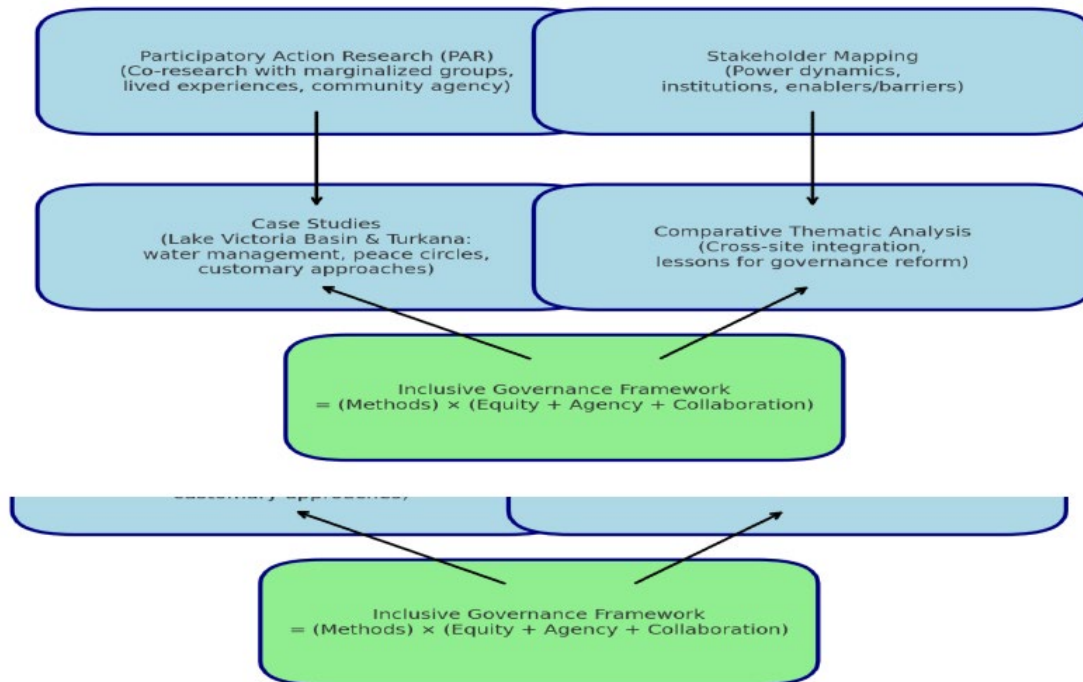 Participatory Action Research (PAR)
(Co-research with marginalized groups,
lived experiences, community agency)
Stakeholder Mapping
(Power dynamics,
institutions, enablers/barriers)
Case Studies
(Lake Victoria Basin & Turkana:
water management, peace circles,
customary approaches)
Comparative Thematic Analysis
(Cross-site integration,
lessons for governance reform)
Inclusive Governance Framework
= (Methods) × (Equity + Agency + Collaboration)
customary approaches)
Inclusive Governance Framework
= (Methods) × (Equity + Agency + Collaboration)